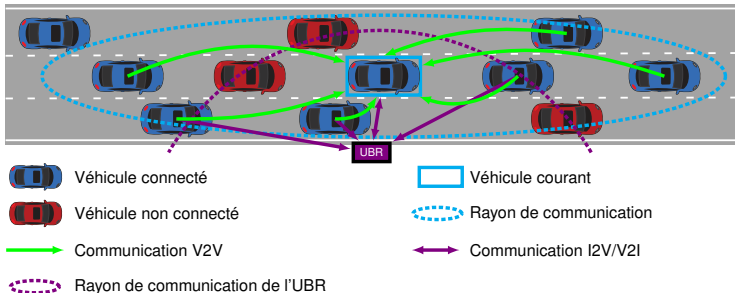 UBR
Véhicule connecté
Véhicule courant
Véhicule non connecté
Rayon de communication
Communication V2V
Communication I2V/V2I
Rayon de communication de l'UBR